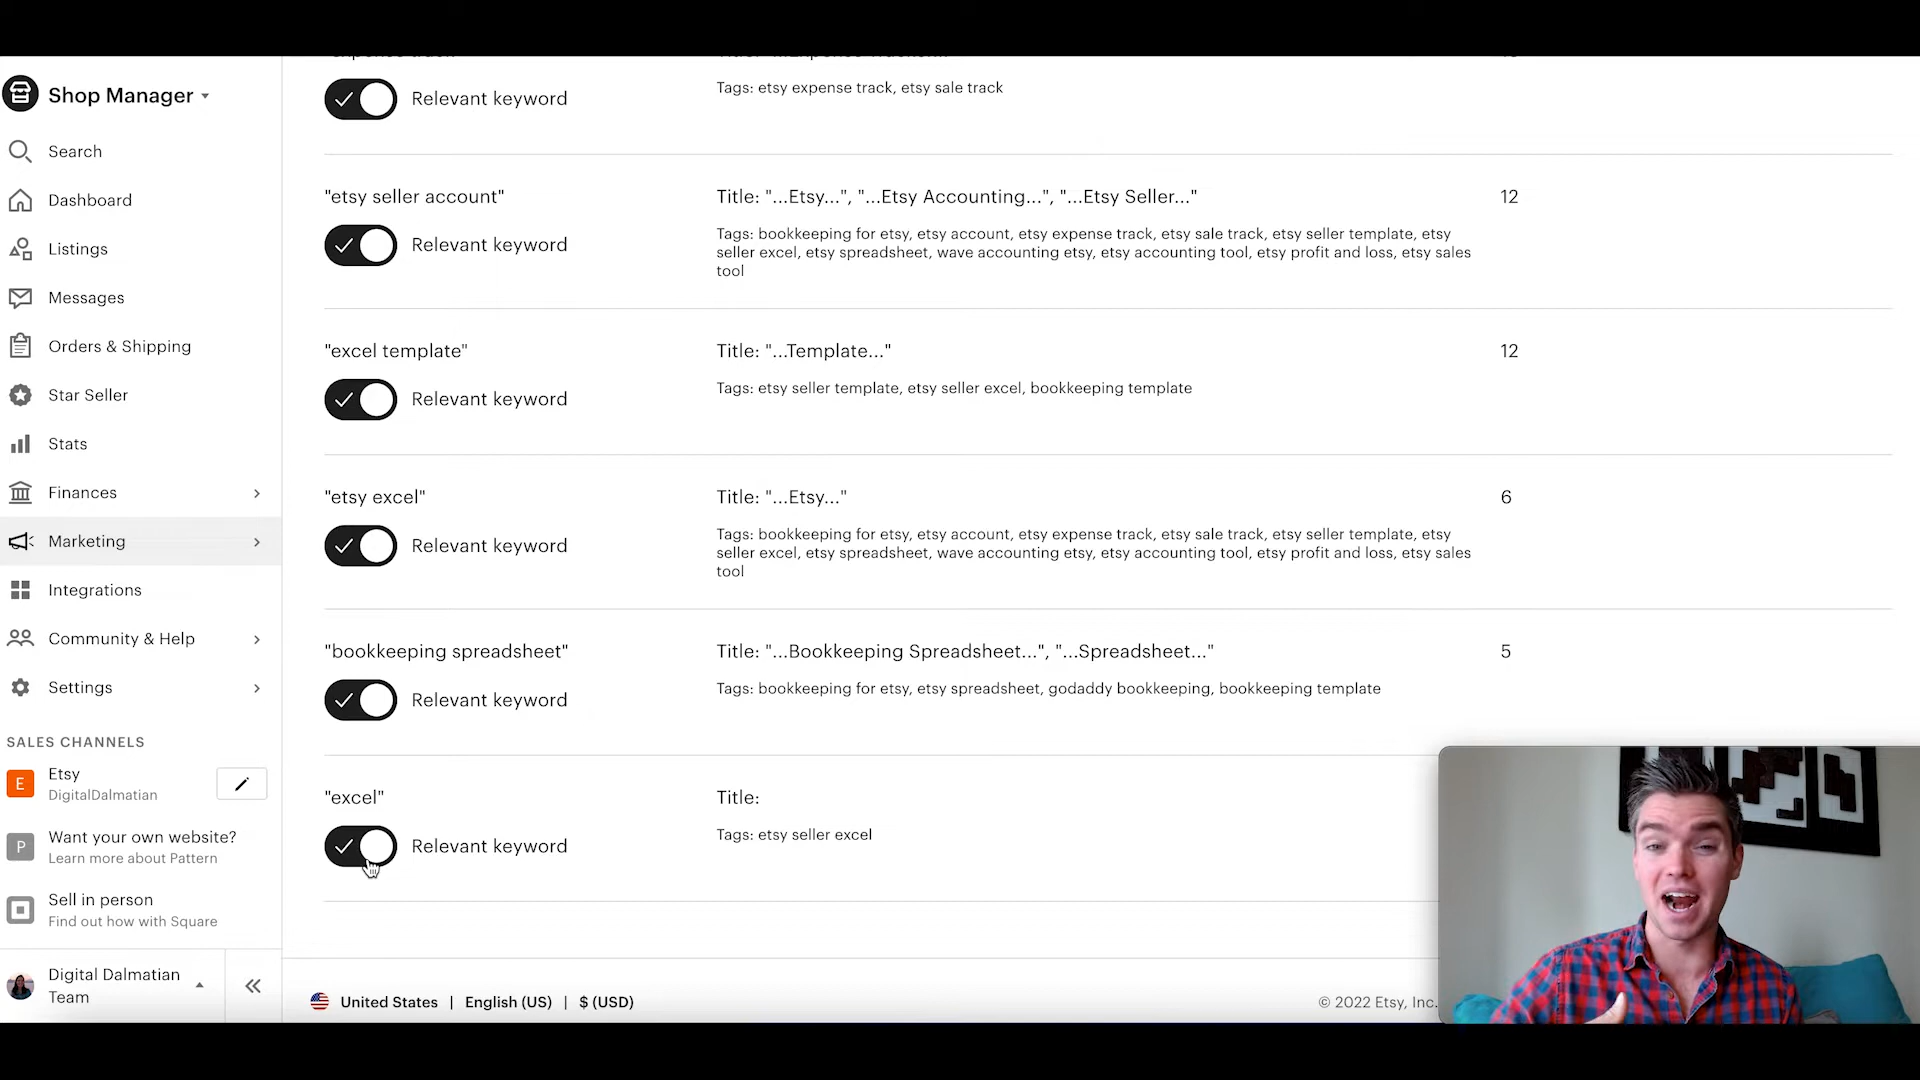 Shop Manager
Search
Dashboard
Listings
Messages
Orders & Shipping
Star Seller
Stats
Finances
Marketing
Integrations
Community & Help
Settings
SALES CHANNELS
E
Etsy
DigitalDalmatian
P
Want your own website?
Learn more about Pattern
Sell in person
Find out how with Square
Digital Dalmatian
Team
Relevant keyword
Tags: etsy expense track, etsy sale track
"etsy seller account"
Relevant keyword
Title: "...Etsy...", "...Etsy Accounting...", "...Etsy Seller..."
Tags: bookkeeping for etsy, etsy account, etsy expense track, etsy sale track, etsy seller template, etsy
seller excel, etsy spreadsheet, wave accounting etsy, etsy accounting tool, etsy profit and loss, etsy sales
tool
12
"excel template"
Relevant keyword
Title: "...Template..."
Tags: etsy seller template, etsy seller excel, bookkeeping template
12
"etsy excel"
Relevant keyword
Title: "...Etsy..."
Tags: bookkeeping for etsy, etsy account, etsy expense track, etsy sale track, etsy seller template, etsy
seller excel, etsy spreadsheet, wave accounting etsy, etsy accounting tool, etsy profit and loss, etsy sales
tool
6
"bookkeeping spreadsheet"
Relevant keyword
Title: "...Bookkeeping Spreadsheet...", "...Spreadsheet..."
Tags: bookkeeping for etsy, etsy spreadsheet, godaddy bookkeeping, bookkeeping template
5
"excel"
Relevant keyword
Title:
Tags: etsy seller excel
United States | English (US) | $ (USD)
© 2022 Etsy, Inc.